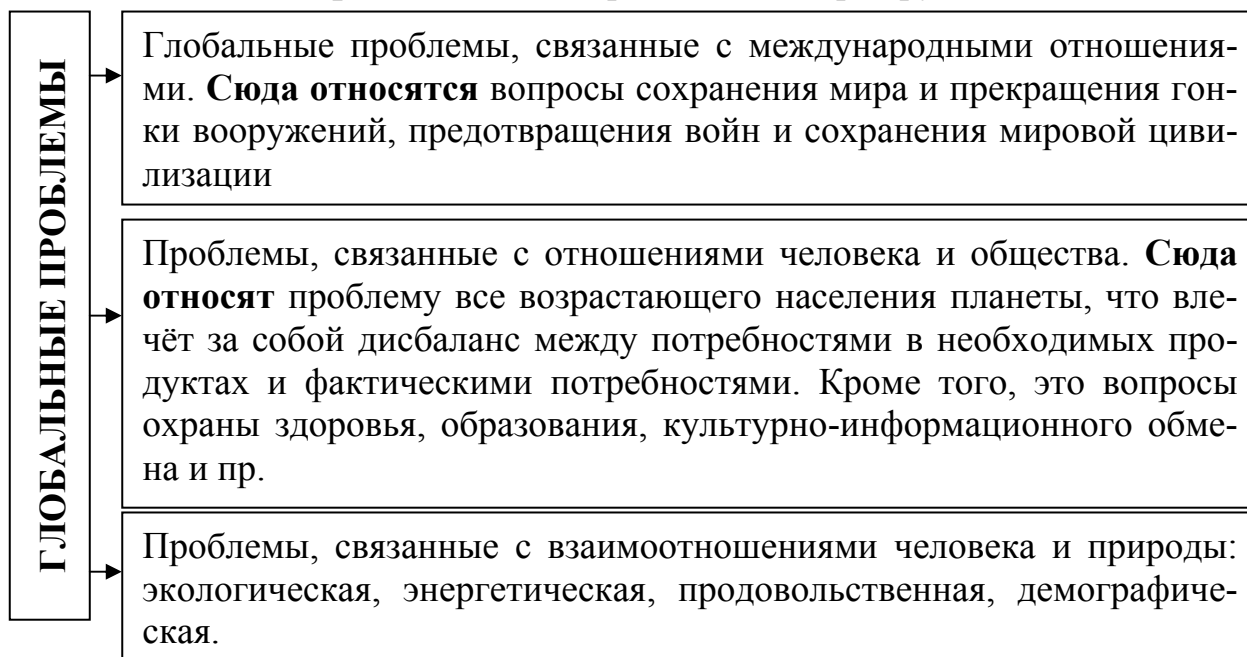 ГЛОБАЛЬНЫЕ ПРОБЛЕМЫ
Глобальные проблемы, связанные с международными отношения-
ми. Сюда относятся вопросы сохранения мира и прекращения гон-
ки вооружений, предотвращения войн и сохранения мировой циви-
лизации
Проблемы, связанные с отношениями человека и общества. Сюда
относят проблему все возрастающего населения планеты, что вле-
чёт за собой дисбаланс между потребностями в необходимых про-
дуктах и фактическими потребностями. Кроме того, это вопросы
охраны здоровья, образования, культурно-информационного обме-
на и пр.
Проблемы, связанные с взаимоотношениями человека и природы:
экологическая, энергетическая, продовольственная, демографиче-
ская.